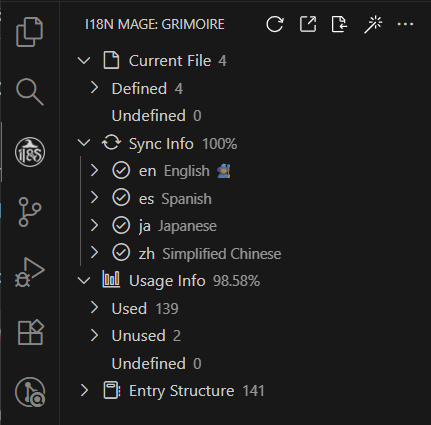 I18N MAGE: GRIMOIRE
Current File 4
Defined 4
Undefined 0
Sync Info 100%
en English
es Spanish
ja Japanese
zh Simplified Chinese
Usage Info 98.58%
Used 139
Unused 2
Undefined 0
Entry Structure 141